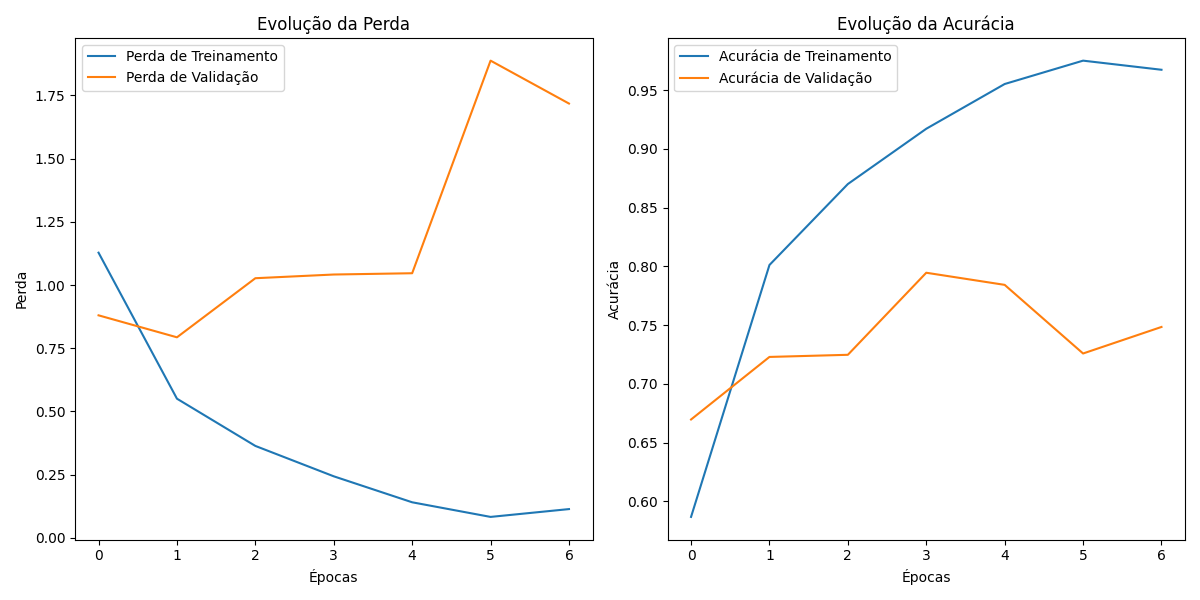 Evolução da Perda
Perda de Treinamento
Perda de Validação
1.75
1.50
1.25
1.00
0.75
0.50
0.25
0.00
Perda
0 1 2 3 4 5 6
Épocas
Evolução da Acurácia
Acurácia de Treinamento
Acurácia de Validação
0.95
0.90
0.85
0.80
0.75
0.70
0.65
0.60
Acurácia
0 1 2 3 4 5 6
Épocas